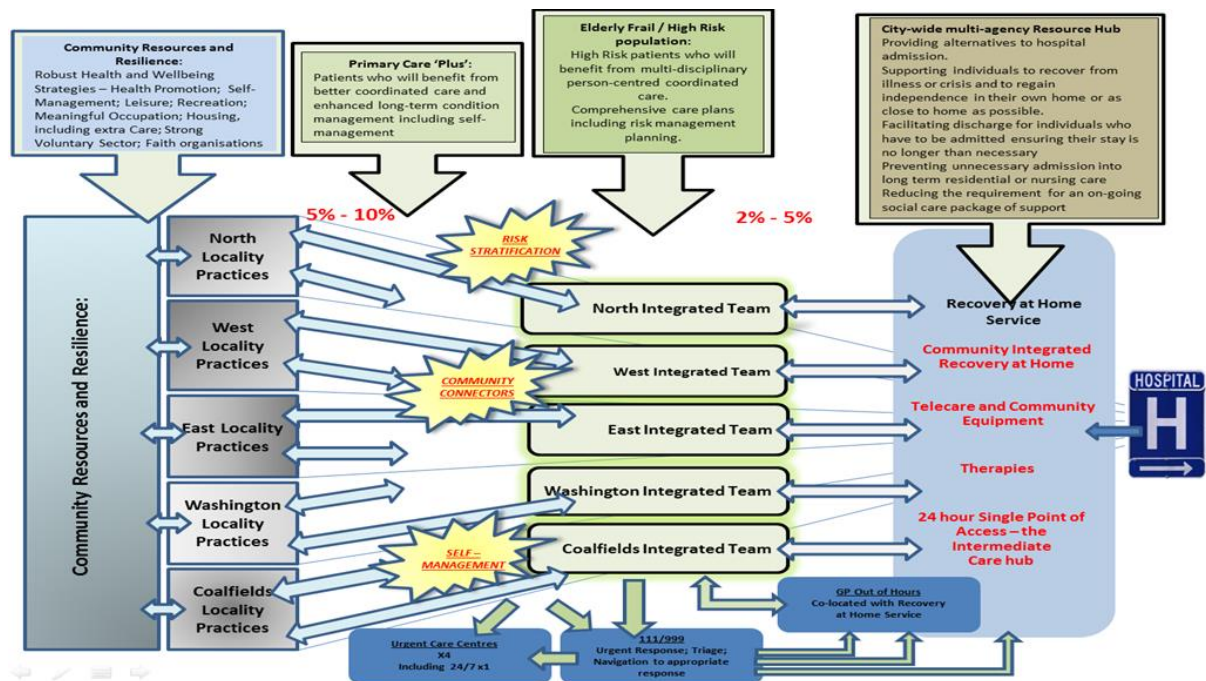 Community Resources and
Resilience:
Robust Health and Wellbeing
Strategies – Health Promotion; Self-
Management; Leisure; Recreation;
Meaningful Occupation; Housing,
including extra Care; Strong
Voluntary Sector; Faith organisations
Primary Care 'Plus':
Patients who will benefit from
better coordinated care and
enhanced long-term condition
management including self-
management
Elderly Frail / High Risk
population:
High Risk patients who will
benefit from multi-disciplinary
person-centred coordinated
care.
Comprehensive care plans
including risk management
planning.
City-wide multi-agency Resource Hub
Providing alternatives to hospital
admission.
Supporting individuals to recover from
illness or crisis and to regain
independence in their own home or as
close to home as possible.
Facilitating discharge for individuals who
have to be admitted ensuring their stay is
no longer than necessary
Preventing unnecessary admission into
long term residential or nursing care
Reducing the requirement for an on-going
social care package of support
5% - 10%
2% - 5%
Community Resources and Resilience:
North
Locality
Practices
West
Locality
Practices
East Locality
Practices
Washington
Locality
Practices
Coalfields
Locality
Practices
RISK
STRATIFICATION
COMMUNITY
CONNECTORS
SELF –
MANAGEMENT
North Integrated Team
West Integrated Team
East Integrated Team
Washington Integrated Team
Coalfields Integrated Team
Recovery at Home
Service
Community Integrated
Recovery at Home
Telecare and Community
Equipment
Therapies
24 hour Single Point of
Access – the
Intermediate
Care hub
HOSPITAL
H
GP Out of Hours
Co-located with Recovery
at Home Service
Urgent Care Centres
X4
Including 24/7 x1
111/999
Urgent Response; Triage;
Navigation to appropriate
response